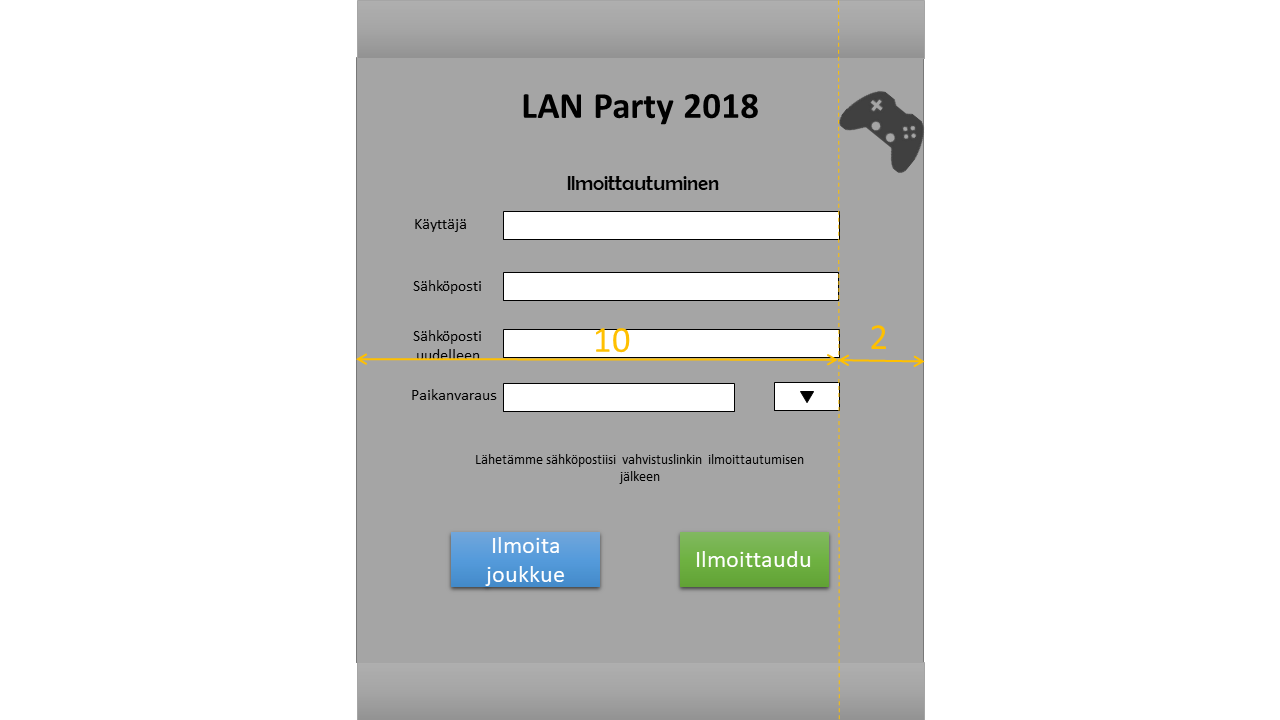 LAN Party 2018
Ilmoittautuminen
Käyttäjä
Sähköposti
Sähköposti
uudelleen
10
2
Paikanvaraus
Lähetämme sähköpostiisi vahvistuslinkin ilmoittautumisen
jälkeen
Ilmoita
joukkue
Ilmoittaudu